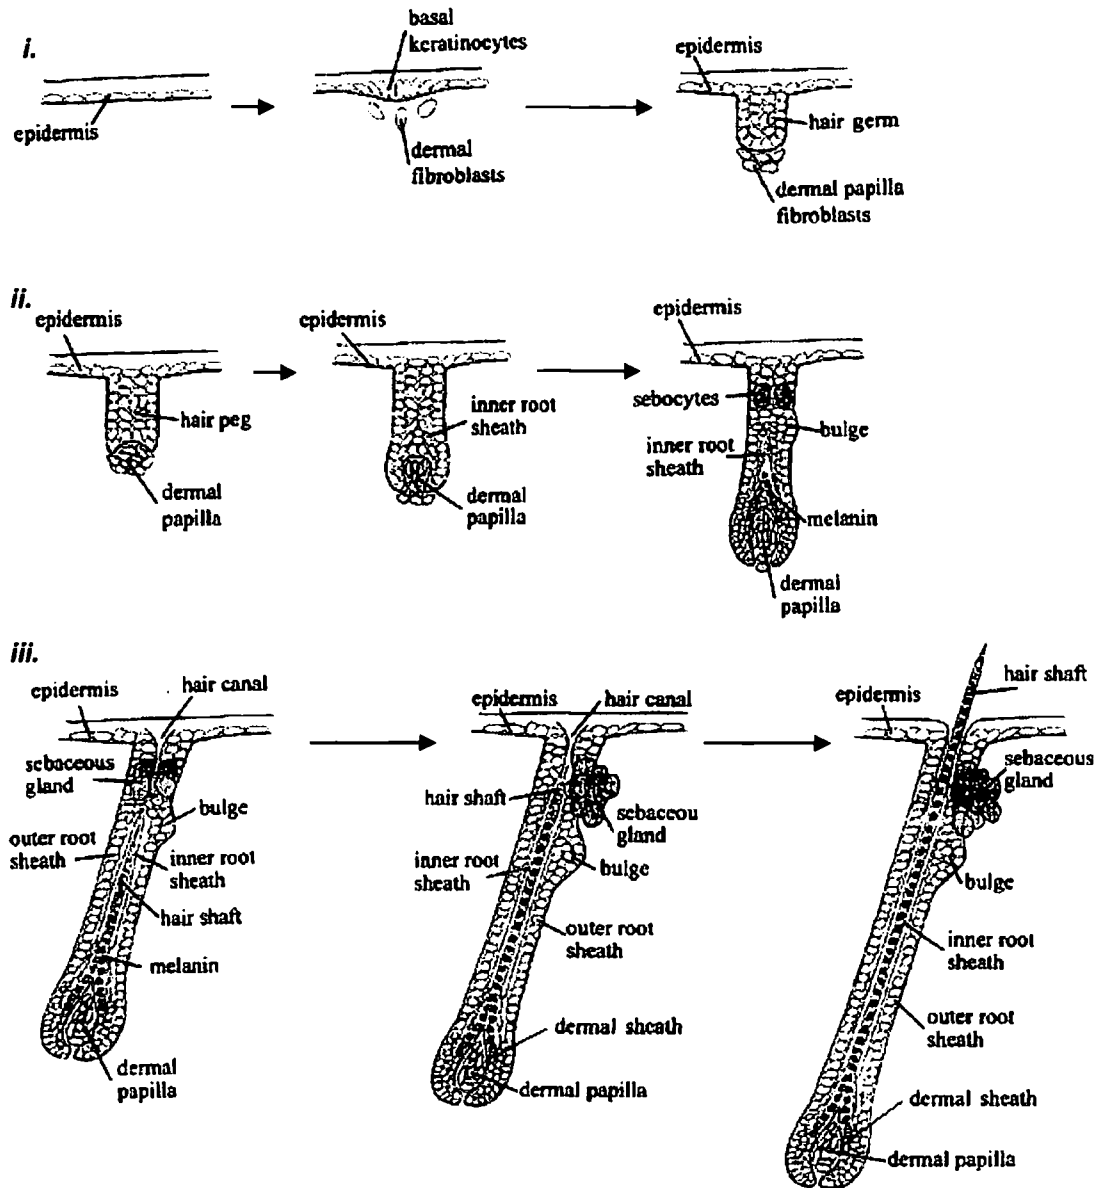 i.
basal
keratinocytes
epidermis
dermal
fibroblasts
epidermis
hair germ
dermal papilla
fibroblasts
ii.
epidermis
hair peg
dermal
papilla
epidermis
inner root
sheath
dermal
papilla
epidermis
sebocytes
bulge
inner root
sheath
melanin
dermal
papilla
iii.
epidermis
hair canal
sebaceous
gland
bulge
outer root
sheath
inner root
sheath
hair shaft
melanin
dermal
papilla
epidermis
hair canal
hair shaft
sebaceou
gland
inner root
sheath
bulge
outer root
sheath
dermal sheath
dermal papilla
epidermis
hair shaft
sebaceous
gland
bulge
inner root
sheath
outer root
sheath
dermal sheath
dermal papilla